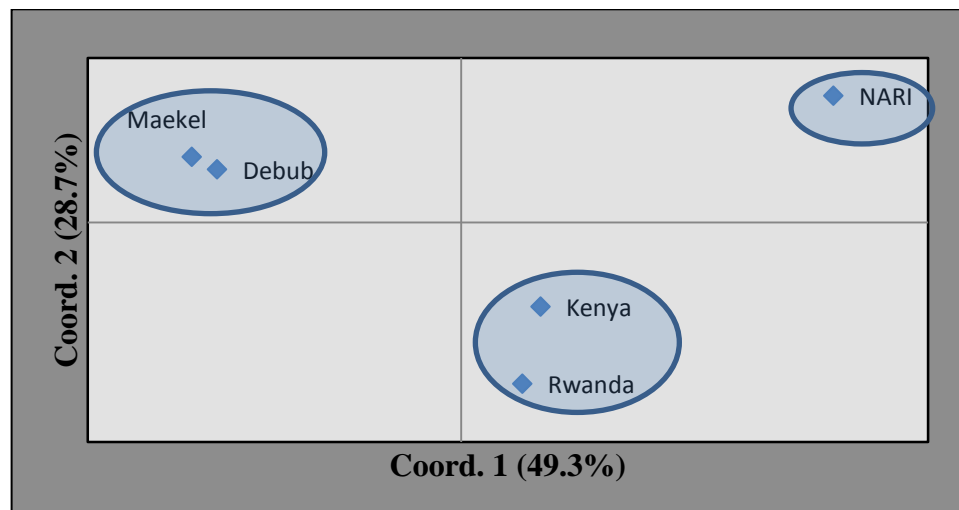 NARI
Maekel
Debub
Coord. 2 (28.7%)
Kenya
Rwanda
Coord. 1 (49.3%)